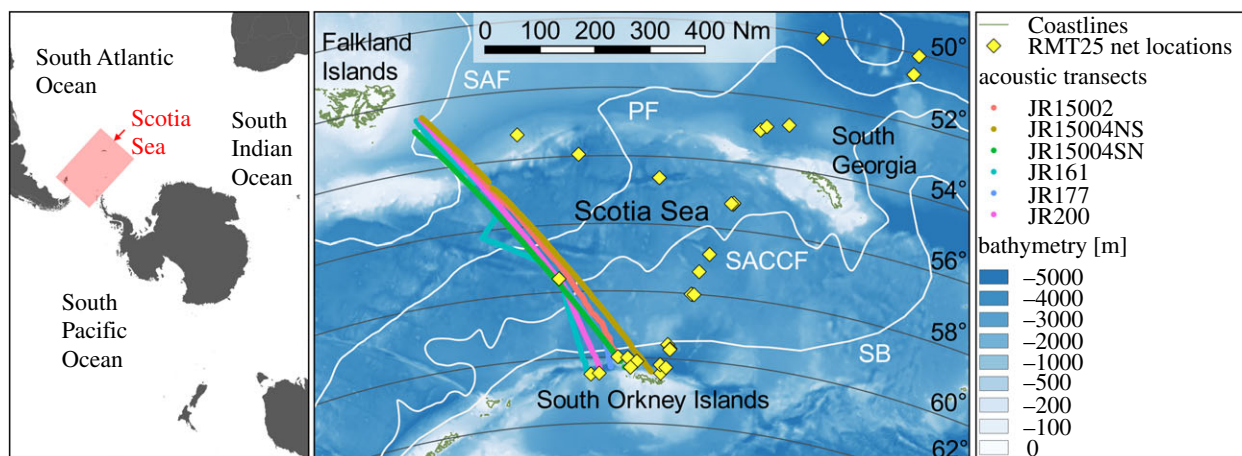 South Atlantic
Ocean
Scotia
Sea
South
Indian
Ocean
South
Pacific
Ocean
0 100 200 300 400 Nm
Falkland
Islands
SAF
PF
South
Georgia
Scotia Sea
SACCF
SB
South Orkney Islands
50°
52°
54°
56°
58°
60°
62°
Coastlines
RMT25 net locations
acoustic transects
JR15002
JR15004NS
JR15004SN
JR161
JR177
JR200
bathymetry [m]
–5000
–4000
–3000
–2000
–1000
–500
–200
–100
0